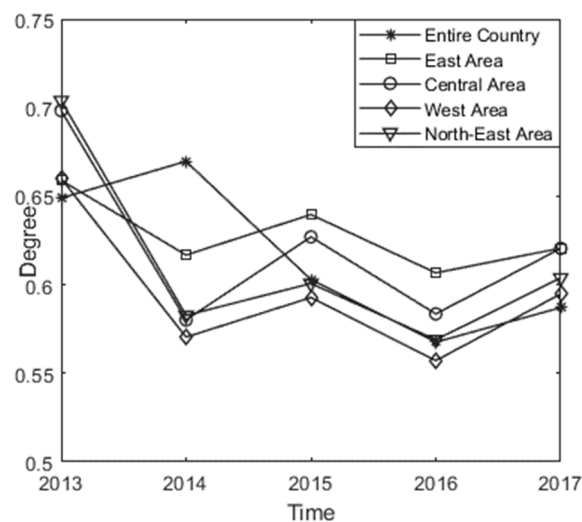 0.75
0.7
0.65
0.6
0.55
0.5
Degree
Entire Country
East Area
Central Area
West Area
North-East Area
2013 2014 2015 2016 2017
Time